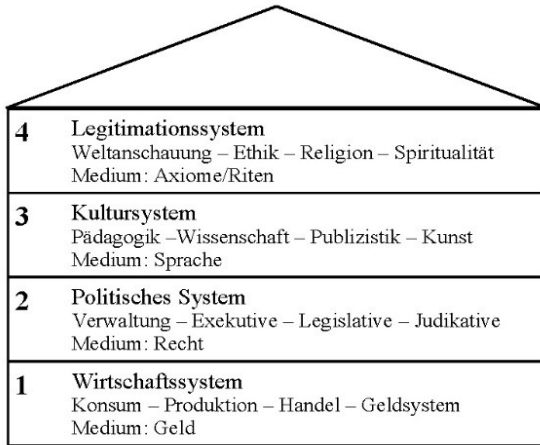 4 Legitimationssystem
Weltanschauung – Ethik – Religion – Spiritualität
Medium: Axiome/Riten
3 Kultursystem
Pädagogik –Wissenschaft – Publizistik – Kunst
Medium: Sprache
2 Politisches System
Verwaltung – Exekutive – Legislative – Judikative
Medium: Recht
1 Wirtschaftssystem
Konsum – Produktion – Handel – Geldsystem
Medium: Geld